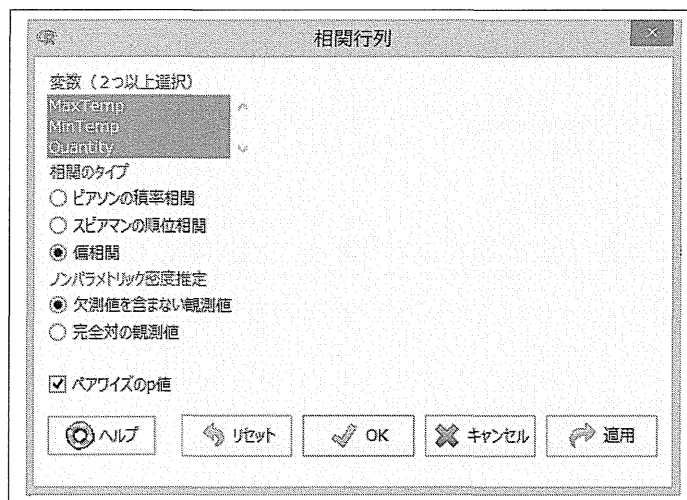 相関行列
変数（2つ以上選択）
MaxTemp
MinTemp
Quantity
相関のタイプ
ピアソンの積率相関
スピアマンの順位相関
偏相関
ノンパラメトリック密度推定
欠測値を含まない観測値
完全対の観測値
ペアワイズのp値
ヘルプ
リセット
OK
キャンセル
適用